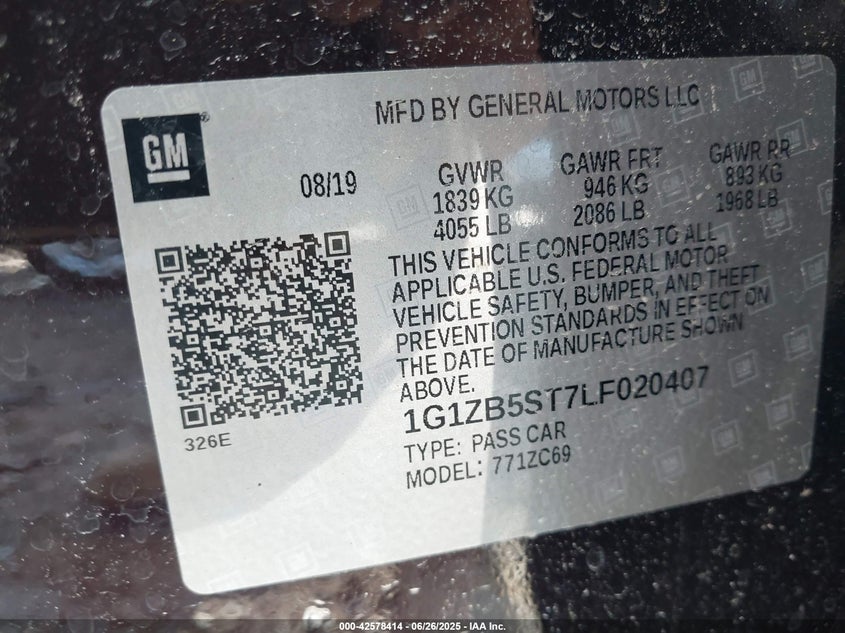 MFD BY GENERAL MOTORS LLC
GM
®
08/19
GVWR
1839 KG
4055 LB
GAWR FRT
946 KG
2086 LB
GAWR RR
893 KG
1968 LB
THIS VEHICLE CONFORMS TO ALL
APPLICABLE U.S. FEDERAL MOTOR
VEHICLE SAFETY, BUMPER, AND THEFT
PREVENTION STANDARDS IN EFFECT ON
THE DATE OF MANUFACTURE SHOWN
ABOVE.
326E
1G1ZB5ST7LF020407
TYPE: PASS CAR
MODEL: 771ZC69
000-42578414 - 06/26/2025 - IAA Inc.